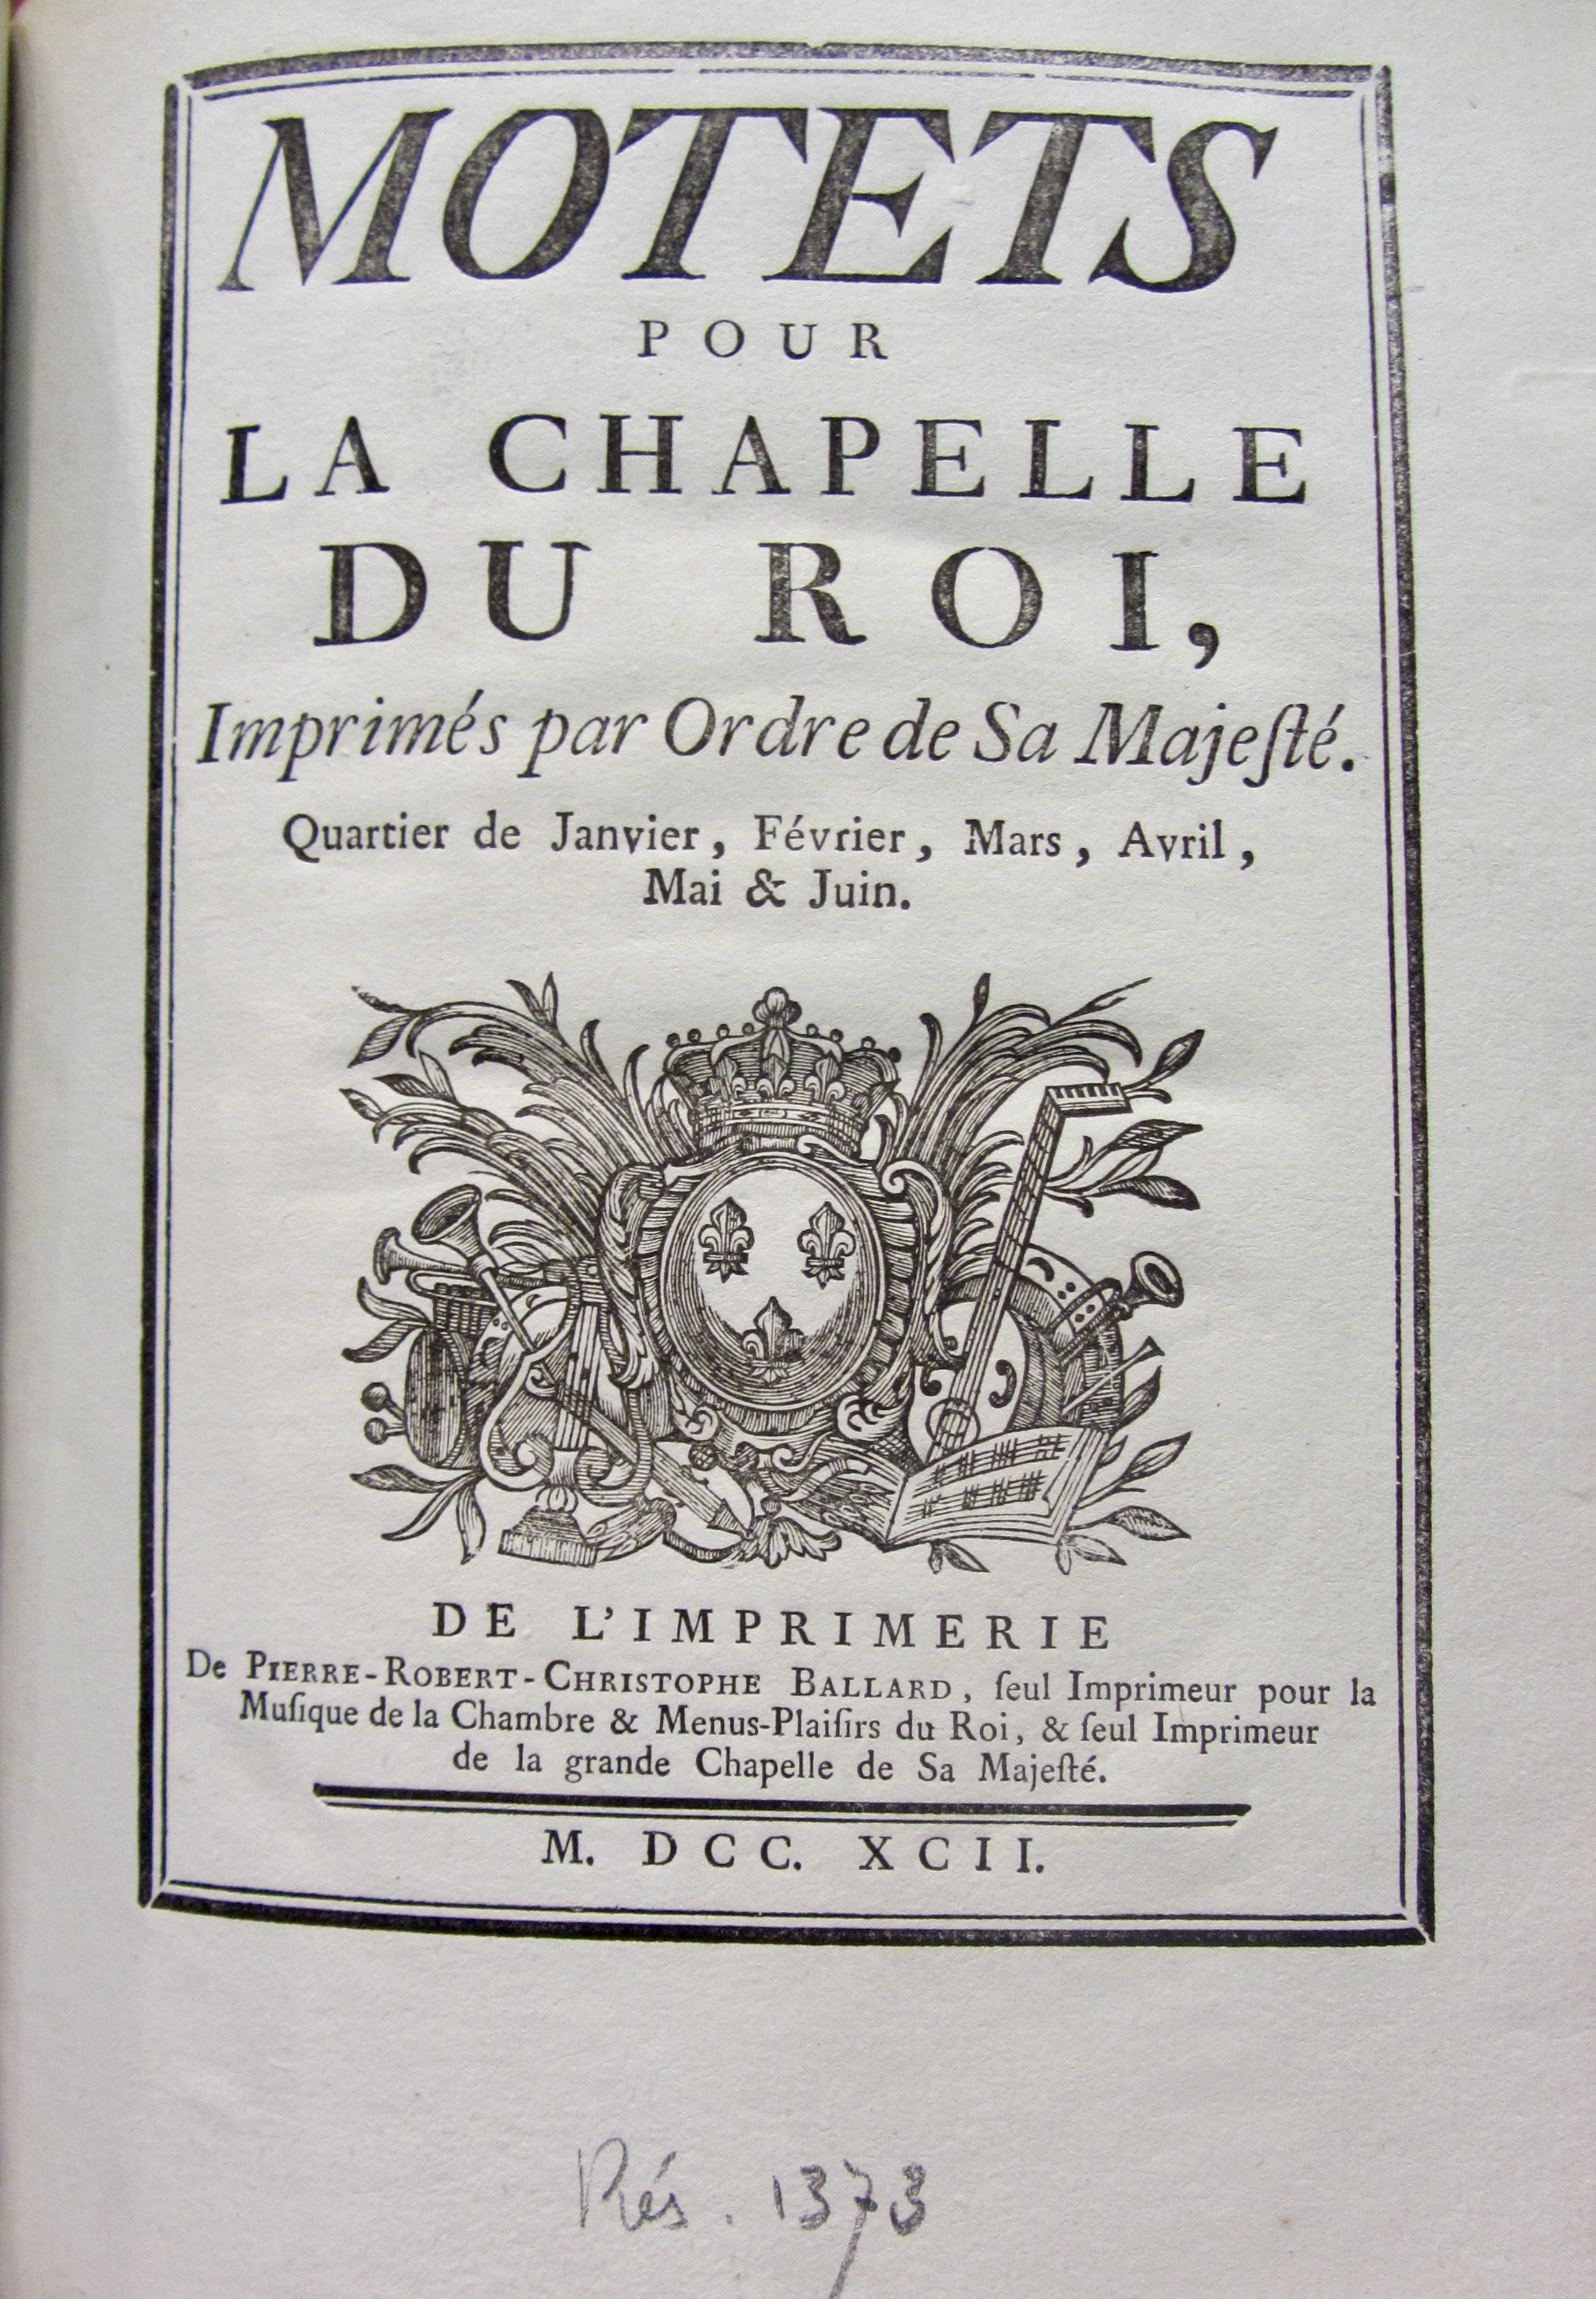 MOTETS
POUR
LA CHAPELLE
DU ROI,
Imprimés par Ordre de Sa Majeſté.
Quartier de Janvier, Février, Mars, Avril,
Mai & Juin.
DE L'IMPRIMERIE
De PIERRE-ROBERT-CHRISTOPHE BALLARD, ſeul Imprimeur pour la
Muſique de la Chambre & Menus-Plaiſirs du Roi, & ſeul Imprimeur
de la grande Chapelle de Sa Majeſté.
M. DCC. XCII.
Rés. 1373